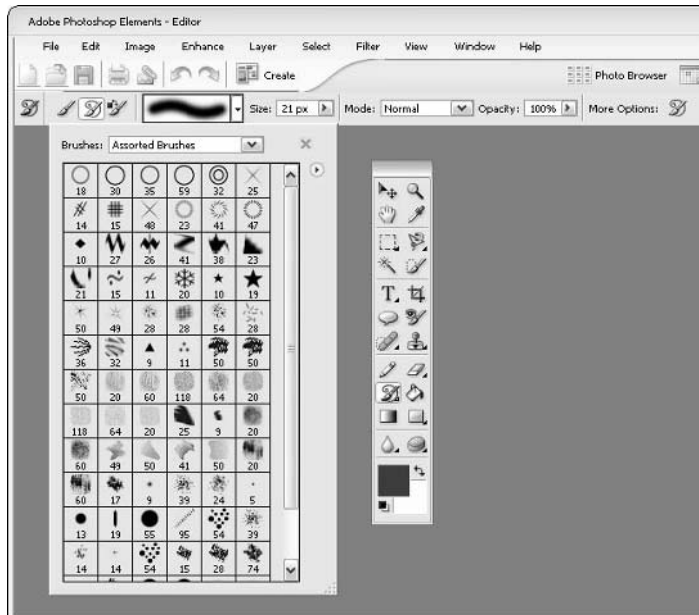 Adobe Photoshop Elements - Editor
File Edit Image Enhance Layer Select Filter View Window Help
Create Photo Browser
Size: 21 px Mode: Normal Opacity: 100% More Options:
Brushes: Assorted Brushes
18 30 35 59 32 25
14 15 48 23 41 47
10 27 26 41 38 23
21 15 11 20 10 19
50 49 28 28 54 28
36 32 9 11 50 50
50 20 60 118 64 20
118 64 20 25 9 20
60 49 50 41 50 20
60 17 9 39 24 5
13 19 55 95 54 39
14 14 54 15 28 74
T